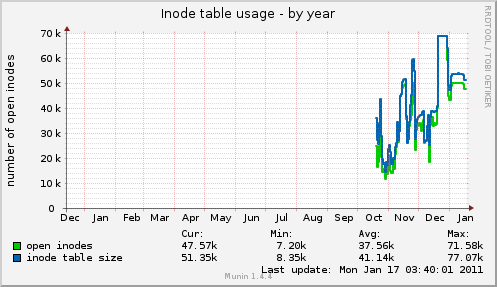 Inode table usage - by year
RRDTOOL / TOBI OETIKER
number of open inodes
70 k
60 k
50 k
40 k
30 k
20 k
10 k
0
Dec Jan Feb Mar Apr May Jun Jul Aug Sep Oct Nov Dec Jan
Cur: Min: Avg: Max:
open inodes 47.57k 7.20k 37.56k 71.58k
inode table size 51.35k 8.35k 41.14k 77.07k
Last update: Mon Jan 17 03:40:01 2011
Munin 1.4.4